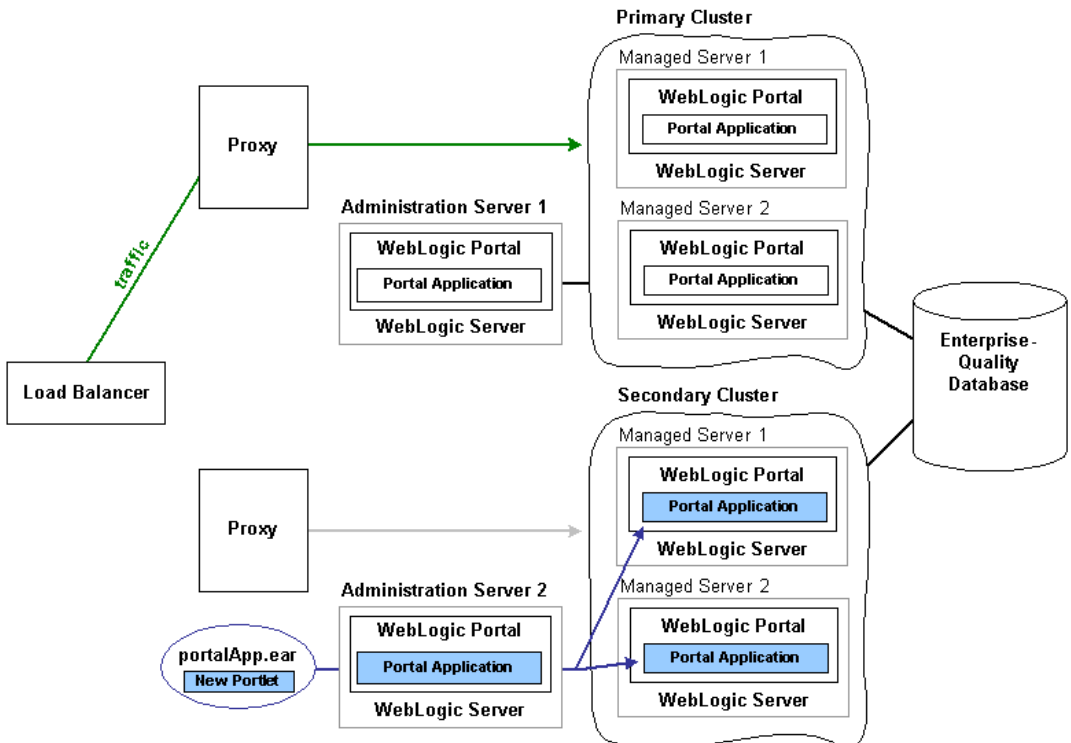 Primary Cluster
Managed Server 1
WebLogic Portal
Portal Application
WebLogic Server
Proxy
traffic
Load Balancer
Administration Server 1
WebLogic Portal
Portal Application
WebLogic Server
Managed Server 2
WebLogic Portal
Portal Application
WebLogic Server
Enterprise-
Quality
Database
Secondary Cluster
Managed Server 1
WebLogic Portal
Portal Application
WebLogic Server
Proxy
Administration Server 2
WebLogic Portal
Portal Application
WebLogic Server
portalApp.ear
New Portlet
Managed Server 2
WebLogic Portal
Portal Application
WebLogic Server